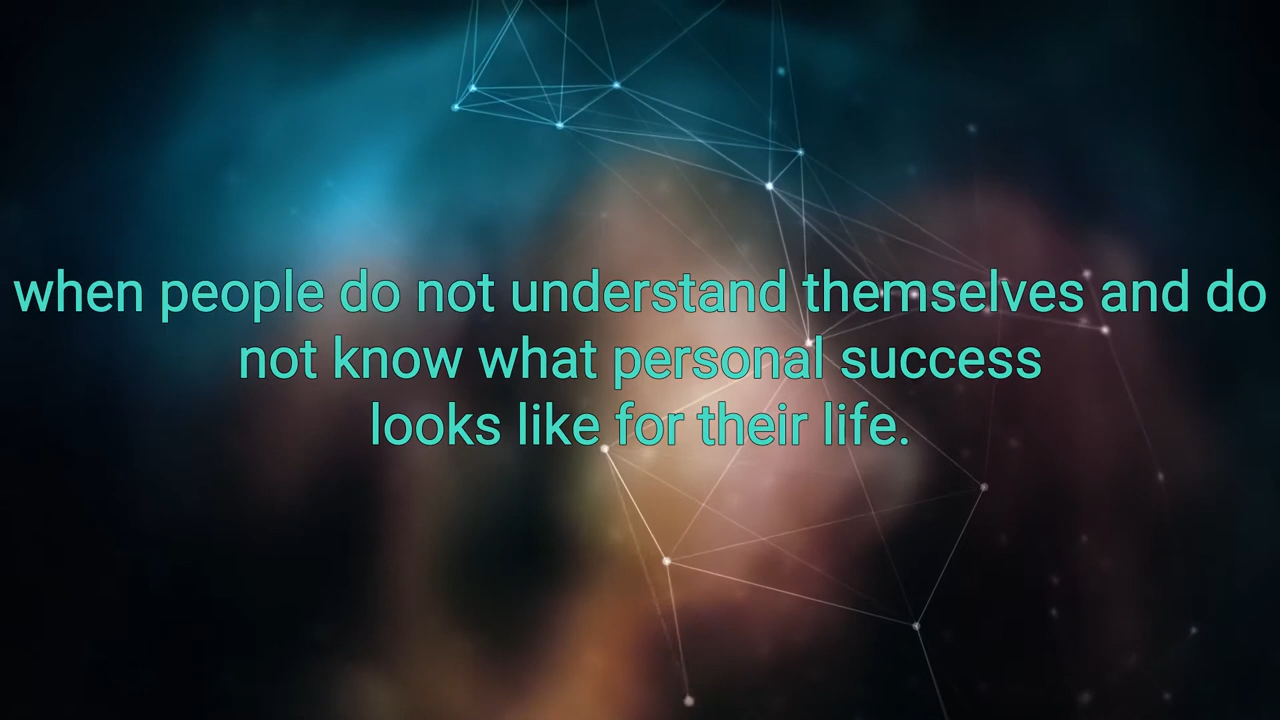 when people do not understand themselves and do
not know what personal success
looks like for their life.